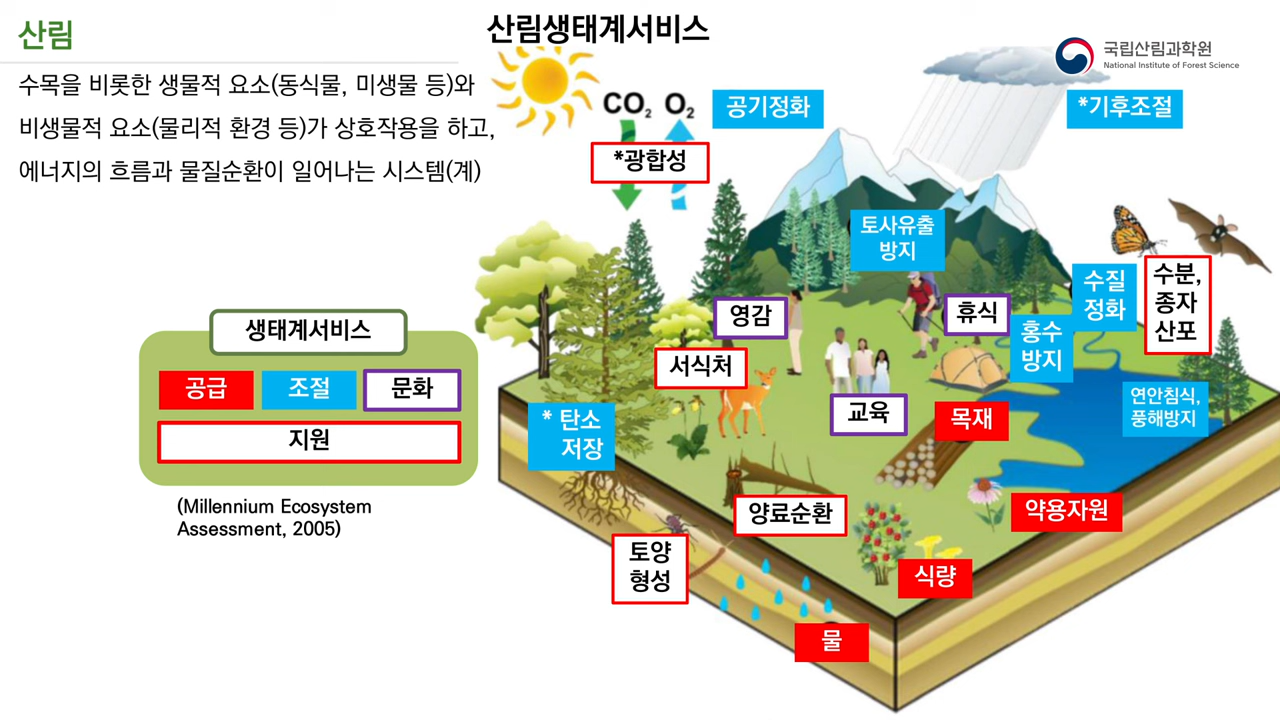 산림
수목을 비롯한 생물적 요소(동식물, 미생물 등)와
비생물적 요소(물리적 환경 등)가 상호작용을 하고,
에너지의 흐름과 물질순환이 일어나는 시스템(계)
생태계서비스
공급
조절
문화
지원
(Millennium Ecosystem
Assessment, 2005)
산림생태계서비스
국립산림과학원
National Institute of Forest Science
CO₂
O₂
공기정화
*기후조절
*광합성
토사유출
방지
수질
정화
수분,
종자
산포
영감
휴식
홍수
방지
서식처
연안침식,
풍해방지
교육
목재
* 탄소
저장
양료순환
약용자원
토양
형성
식량
물